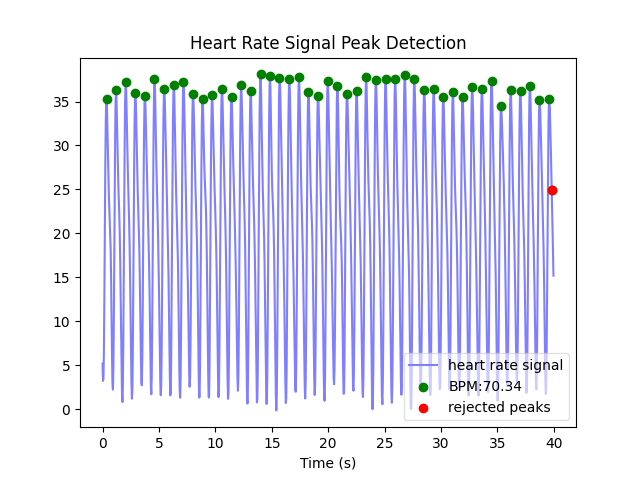 Heart Rate Signal Peak Detection
35
30
25
20
15
10
5
0
heart rate signal
BPM:70.34
rejected peaks
0 5 10 15 20 25 30 35 40
Time (s)